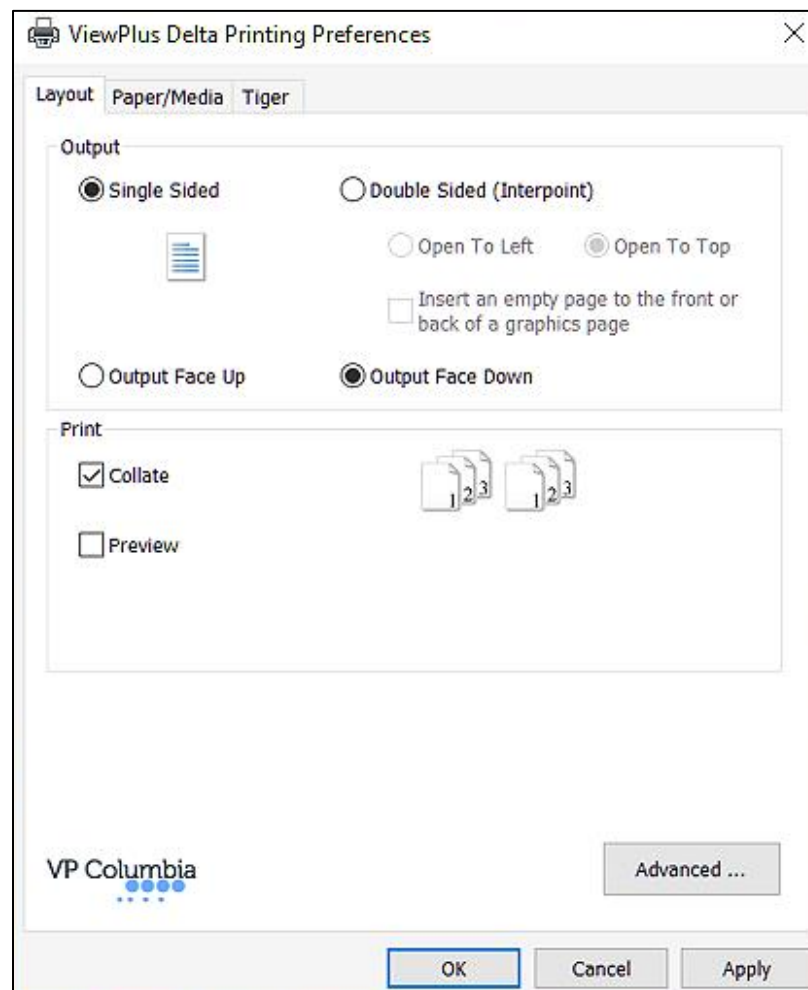 ViewPlus Delta Printing Preferences
Layout Paper/Media Tiger
Output
Single Sided Double Sided (Interpoint)
Open To Left Open To Top
Insert an empty page to the front or
back of a graphics page
Output Face Up Output Face Down
Print
Collate
1 2 3 1 2 3
Preview
VP Columbia
Advanced ...
OK Cancel Apply